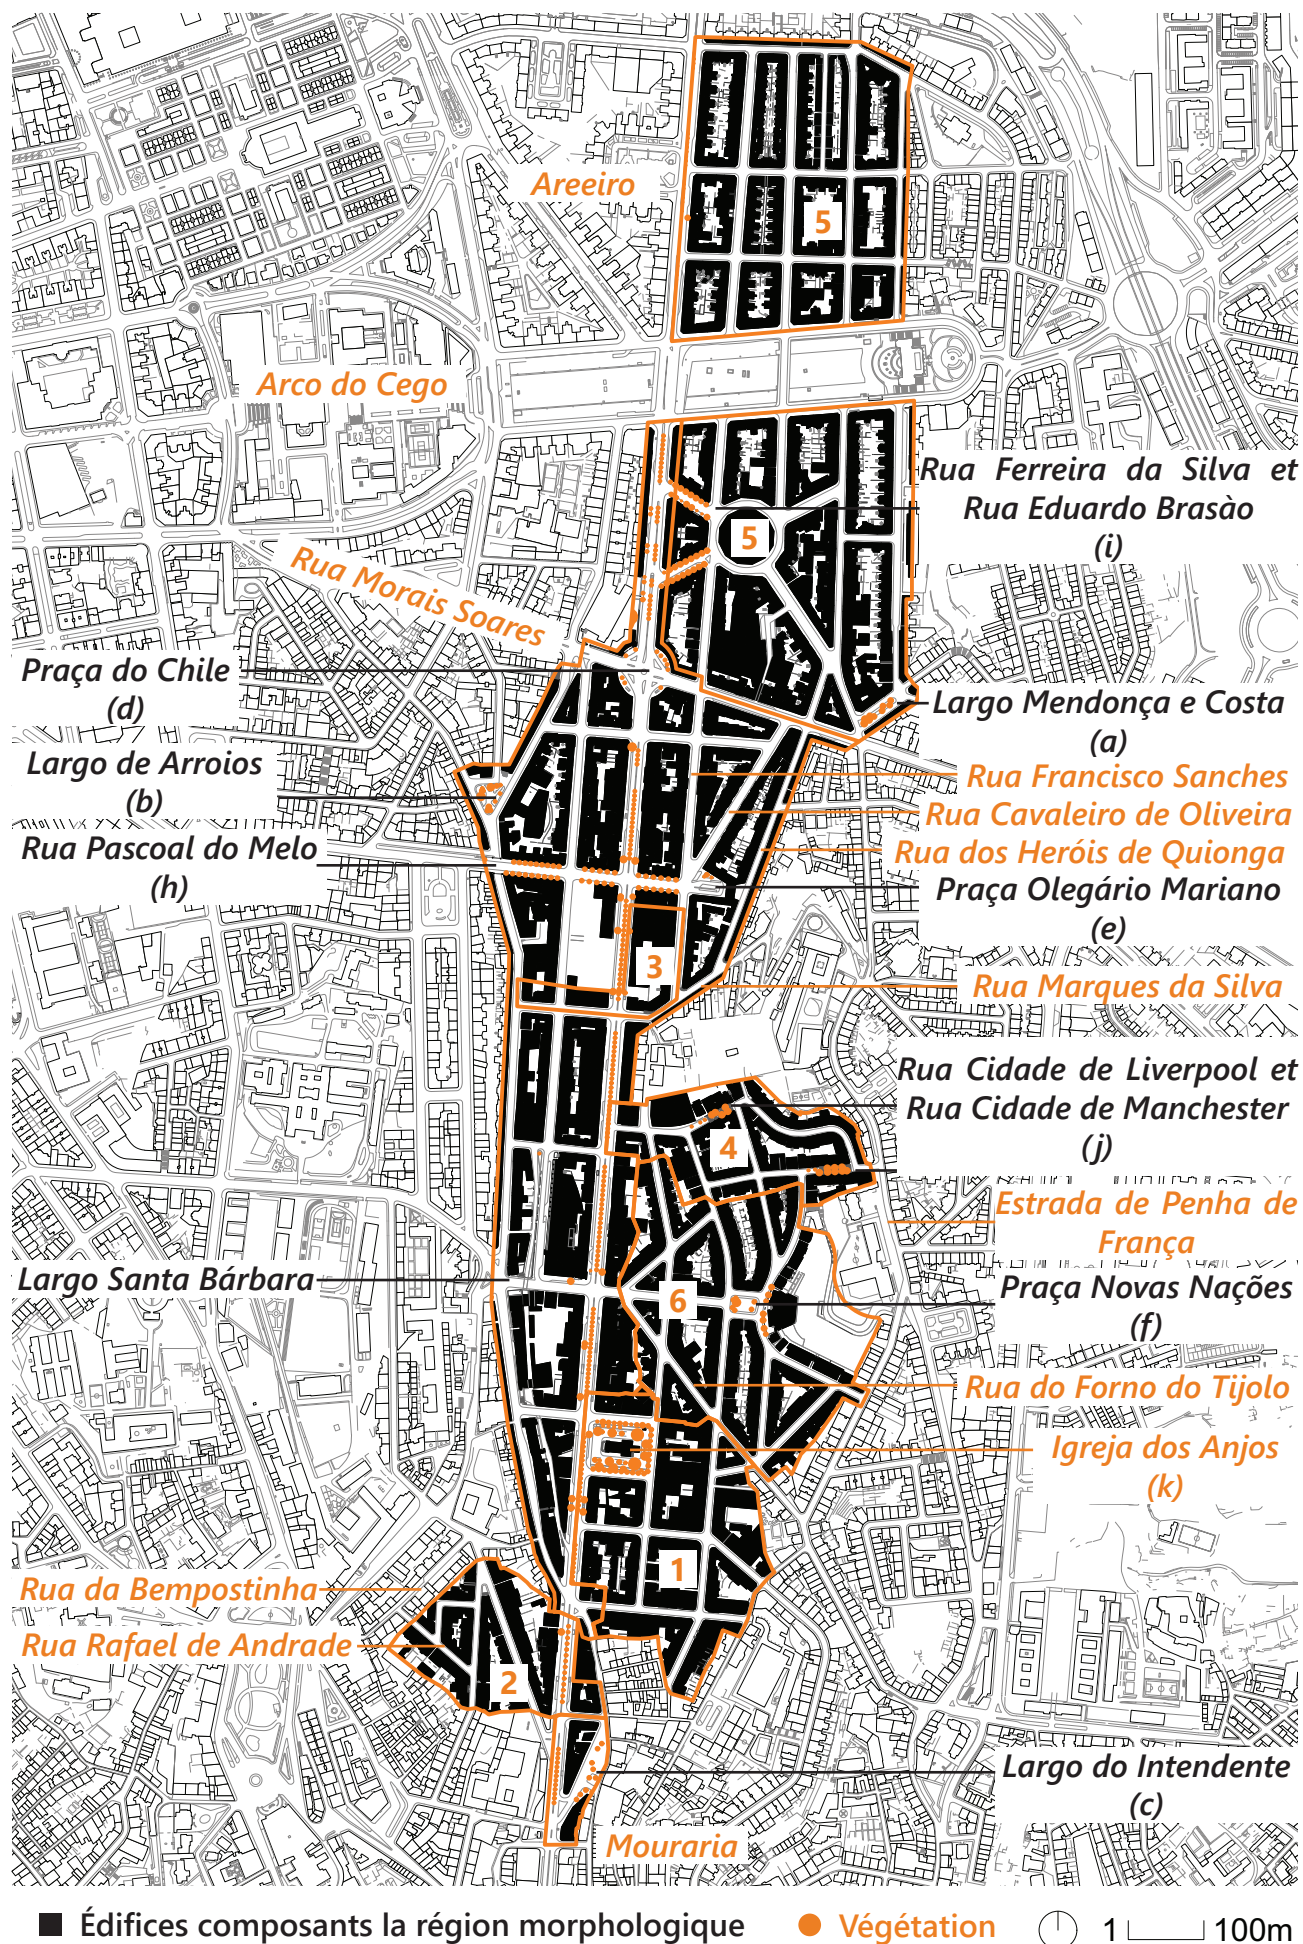 Areeiro
5
Arco do Cego
Rua Ferreira da Silva et
Rua Eduardo Brasào
(i)
5
Rua Morais Soares
Praça do Chile
(d)
Largo Mendonça e Costa
(a)
Largo de Arroios
(b)
Rua Francisco Sanches
Rua Cavaleiro de Oliveira
Rua Pascoal do Melo
(h)
Rua dos Heróis de Quionga
Praça Olegário Mariano
(e)
3
Rua Marques da Silva
Rua Cidade de Liverpool et
Rua Cidade de Manchester
(j)
4
Estrada de Penha de
França
Largo Santa Bárbara
Praça Novas Nações
(f)
6
Rua do Forno do Tijolo
Igreja dos Anjos
(k)
1
Rua da Bempostinha
Rua Rafael de Andrade
2
Largo do Intendente
(c)
Mouraria
Édifices composants la région morphologique
Végétation
1 100m